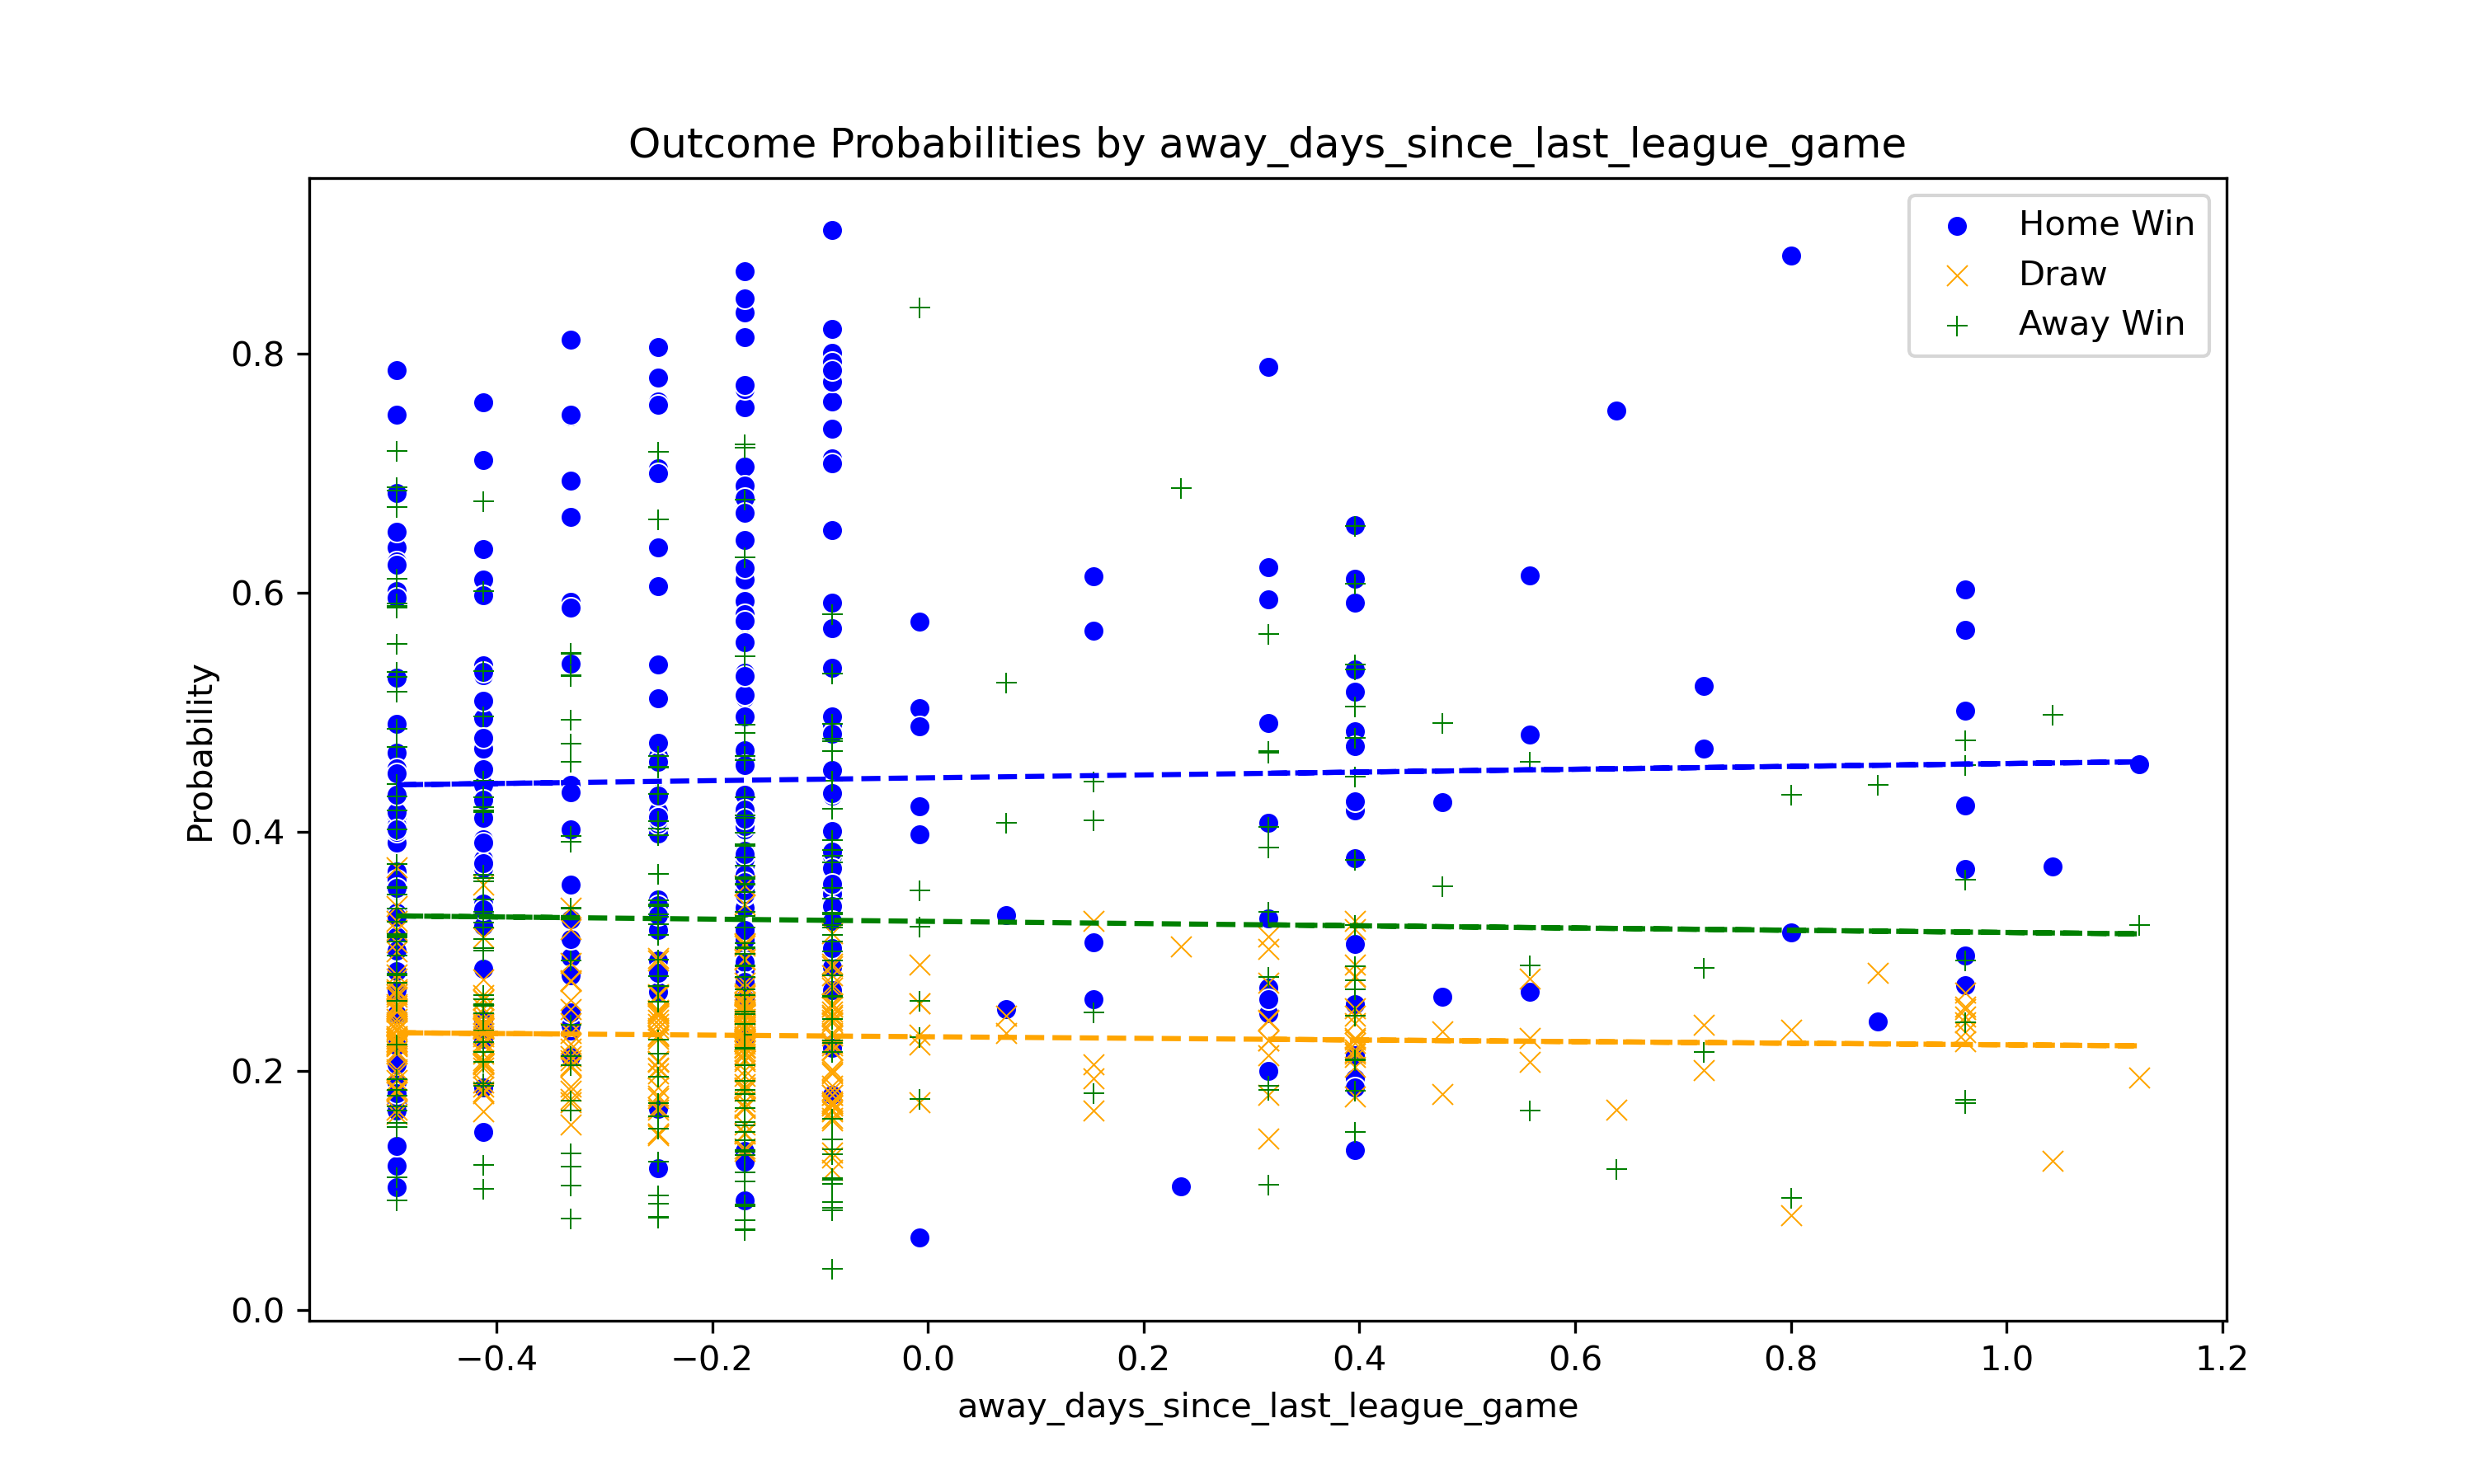 Outcome Probabilities by away_days_since_last_league_game
Home Win
Draw
Away Win
Probability
0.8
0.6
0.4
0.2
0.0
−0.4
−0.2
0.0
0.2
0.4
0.6
0.8
1.0
1.2
away_days_since_last_league_game